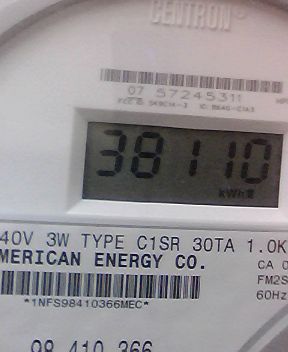 CENTRON®
07 57245311
38110
kWh
40V 3W TYPE C1SR 30TA 1.0K
MERICAN ENERGY CO.
CA 0
FM2S
60Hz
*1NFS98410366MEC*
98 410 366